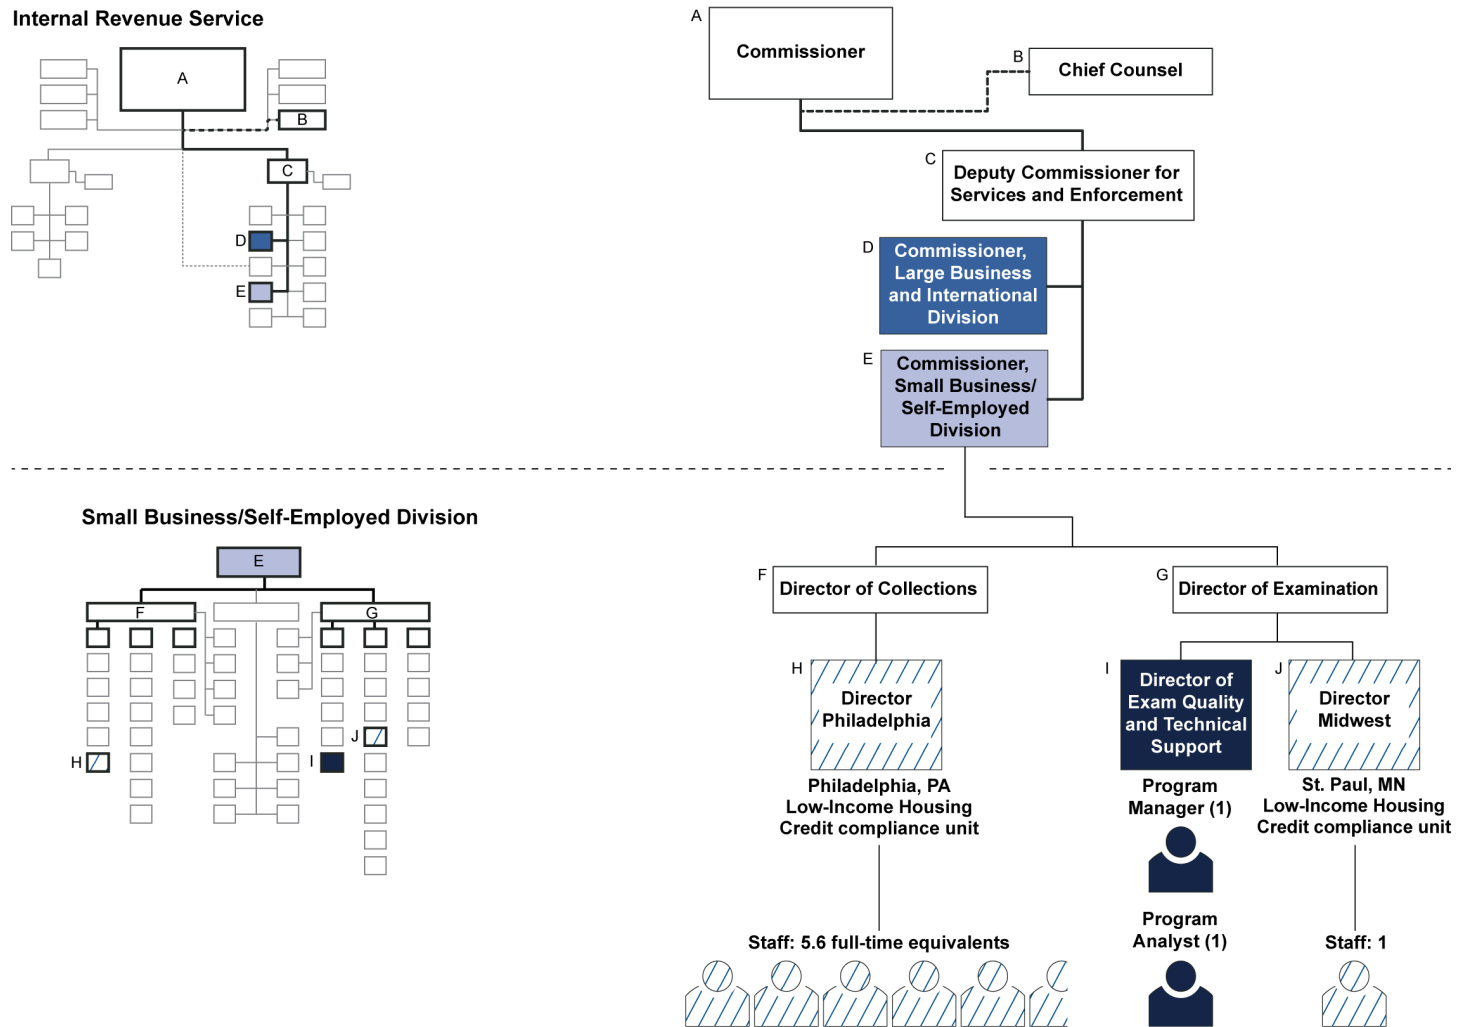 Internal Revenue Service
A
B
C
D
E
A
Commissioner
B
Chief Counsel
C
Deputy Commissioner for
Services and Enforcement
D
Commissioner,
Large Business
and International
Division
E
Commissioner,
Small Business/
Self-Employed
Division
Small Business/Self-Employed Division
E
F
G
J
H
I
F
Director of Collections
G
Director of Examination
H
Director
Philadelphia
Philadelphia, PA
Low-Income Housing
Credit compliance unit
Staff: 5.6 full-time equivalents
I
Director of
Exam Quality
and Technical
Support
Program
Manager (1)
Program
Analyst (1)
J
Director
Midwest
St. Paul, MN
Low-Income Housing
Credit compliance unit
Staff: 1